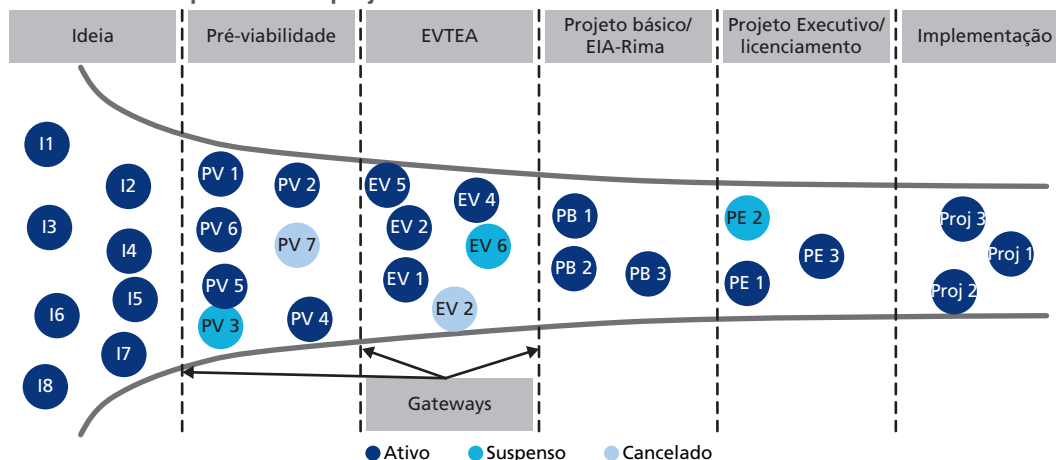 Ideia
Pré-viabilidade
EVTEA
Projeto básico/
EIA-Rima
Projeto Executivo/
licenciamento
Implementação
I1
I2
I3
I4
I5
I6
I7
I8
PV 1
PV 2
PV 6
PV 7
PV 5
PV 3
PV 4
EV 5
EV 4
EV 2
EV 6
EV 1
EV 2
PB 1
PB 2
PB 3
PE 2
PE 3
PE 1
Proj 3
Proj 1
Proj 2
Gateways
Ativo
Suspenso
Cancelado